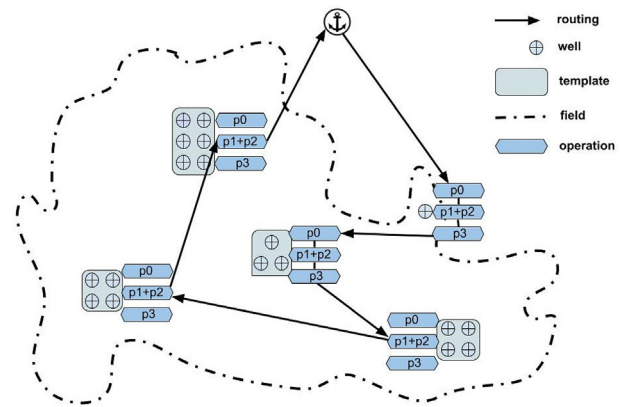 routing
well
template
field
operation
p0
p1+p2
p3
p0
p1+p2
p3
p0
p1+p2
p3
p0
p1+p2
p3
p0
p1+p2
p3